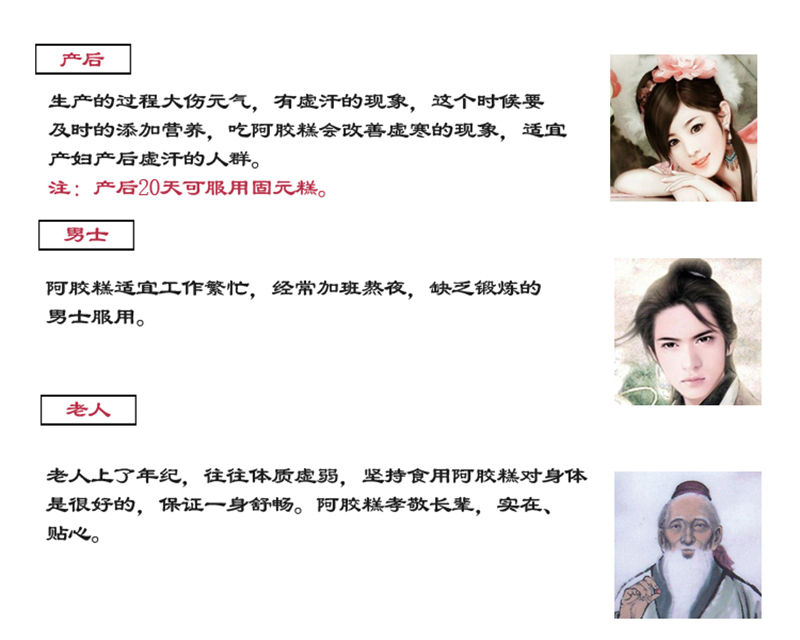 产后
生产的过程大伤元气，有虚汗的现象，这个时候要
及时的添加营养，吃阿胶糕会改善虚寒的现象，适宜
产妇产后虚汗的人群。
注：产后20天可服用固元糕。
男士
阿胶糕适宜工作繁忙，经常加班熬夜，缺乏锻炼的
男士服用。
老人
老人上了年纪，往往体质虚弱，坚持食用阿胶糕对身体
是很好的，保证一身舒畅。阿胶糕孝敬长辈，实在、
贴心。